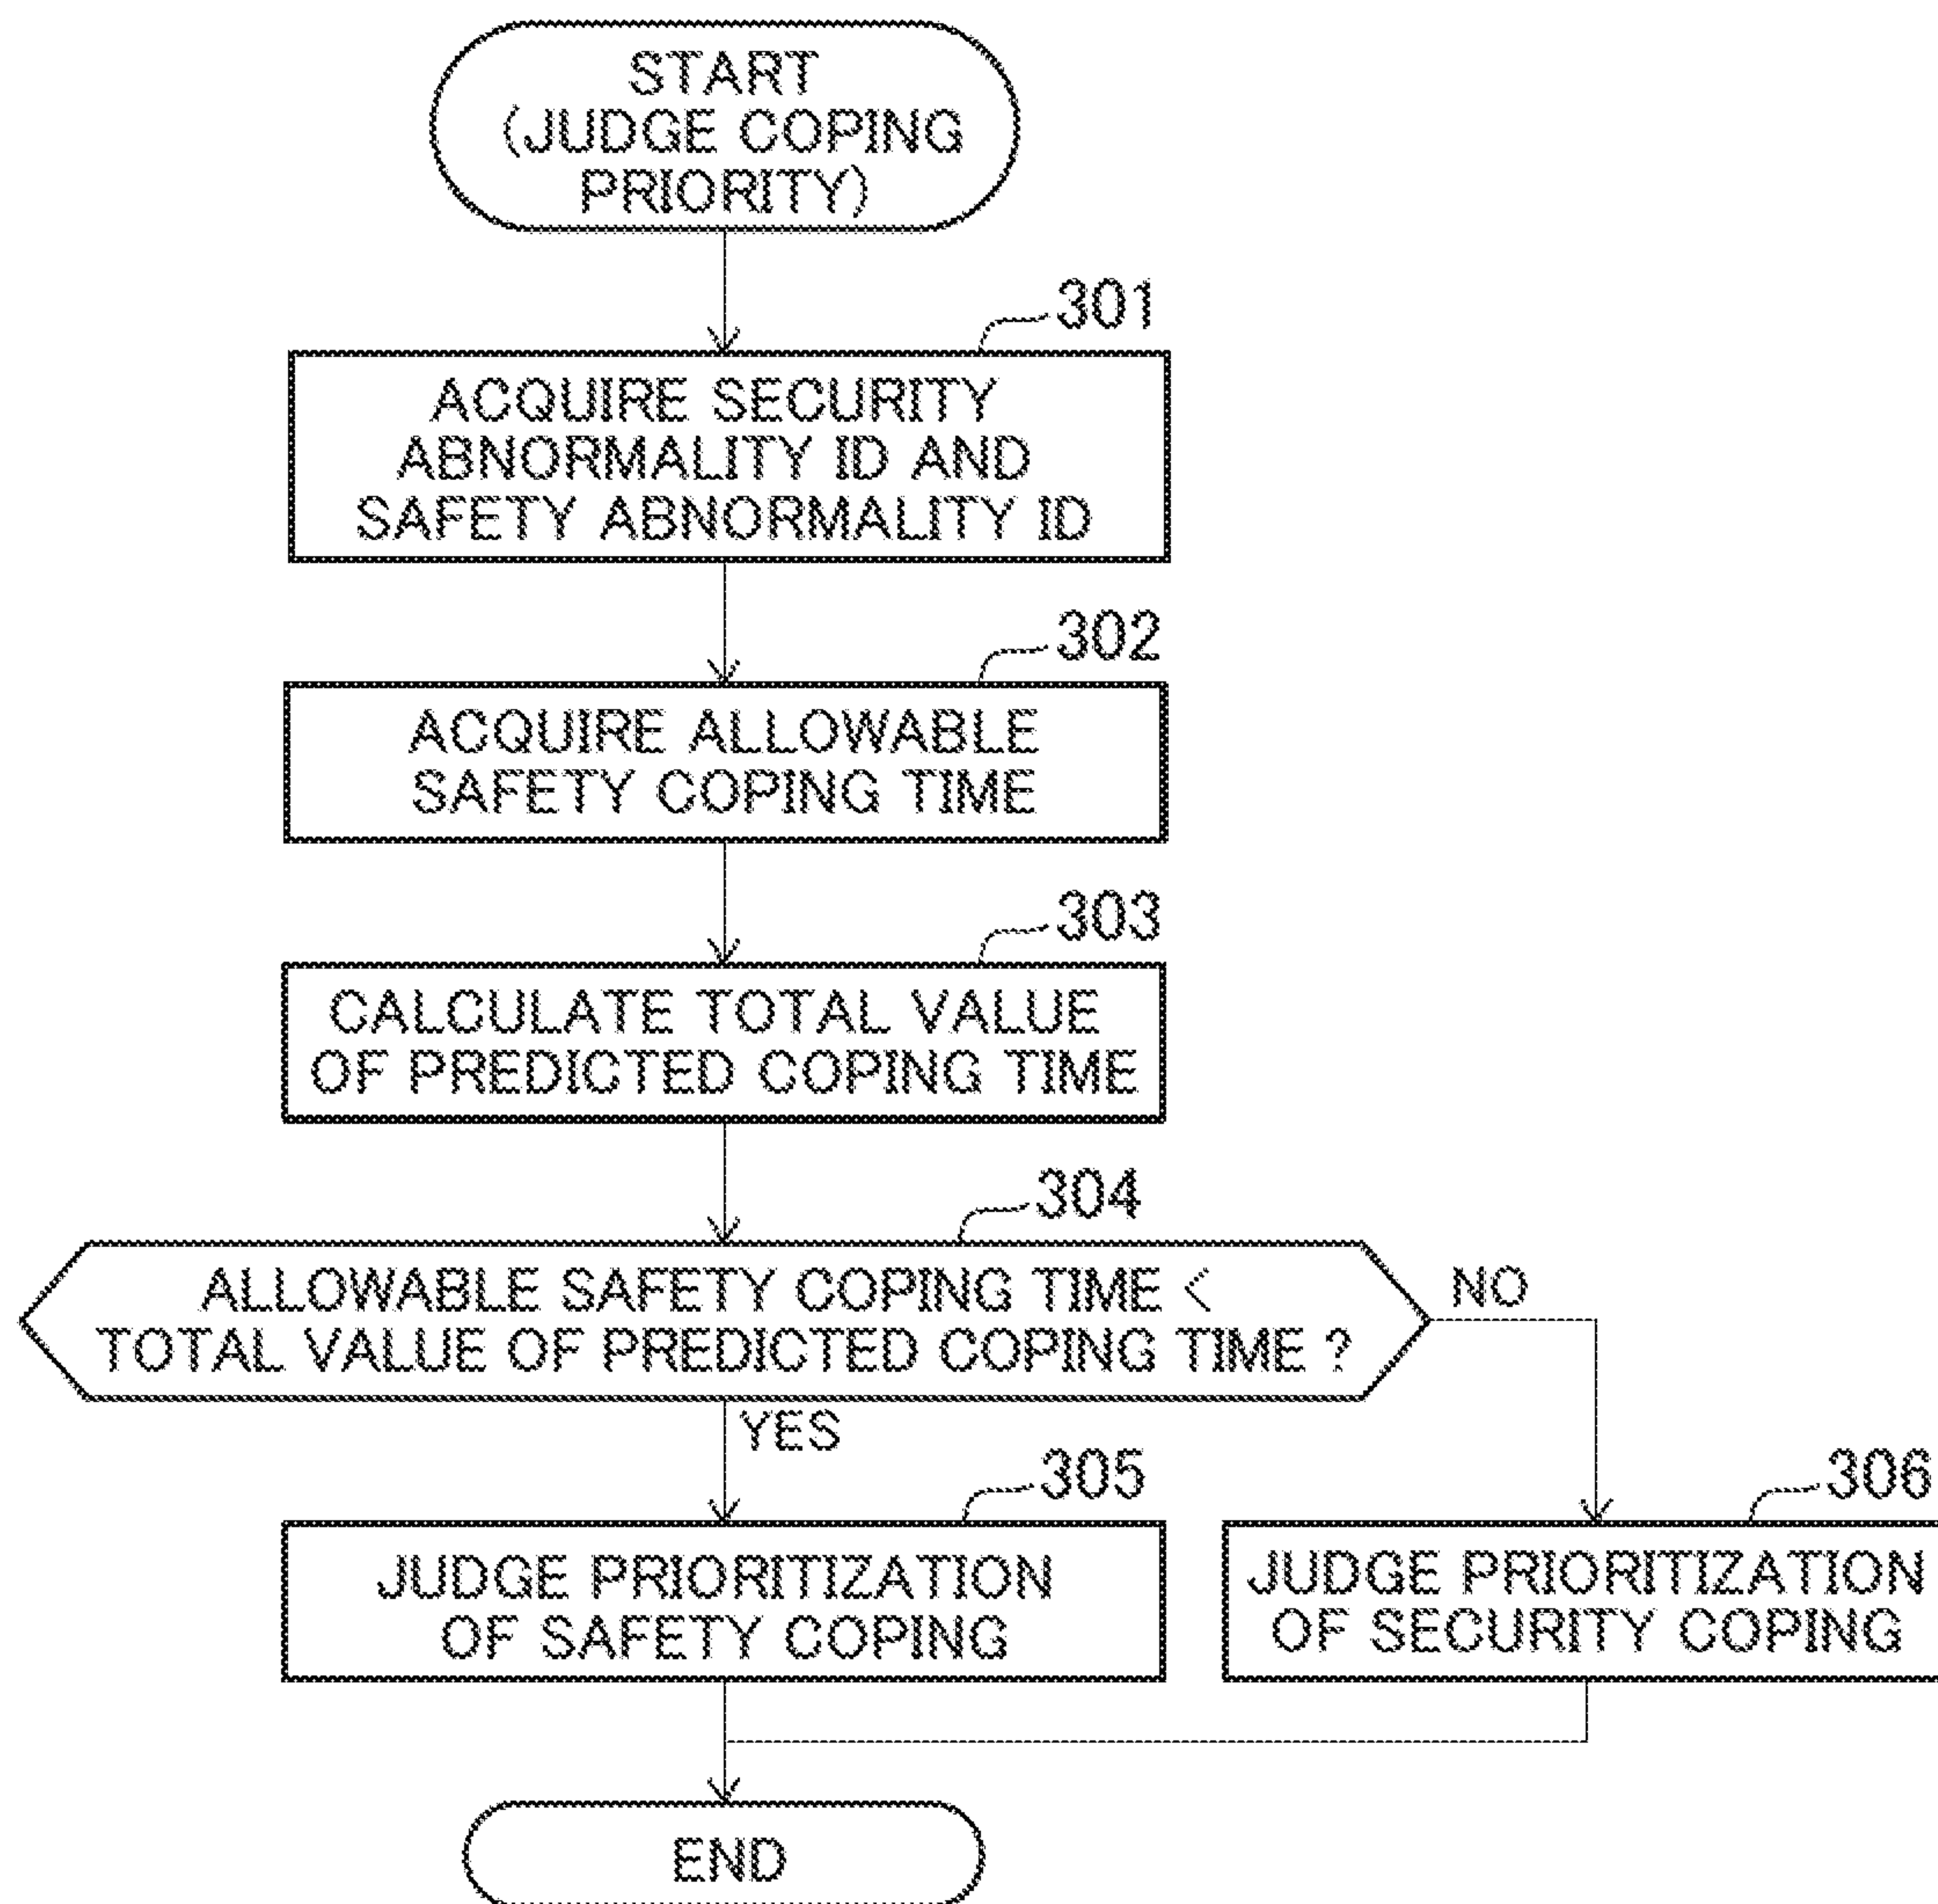 START
(JUDGE COPING
PRIORITY)
301
ACQUIRE SECURITY
ABNORMALITY ID AND
SAFETY ABNORMALITY ID
302
ACQUIRE ALLOWABLE
SAFETY COPING TIME
303
CALCULATE TOTAL VALUE
OF PREDICTED COPING TIME
304
ALLOWABLE SAFETY COPING TIME <
TOTAL VALUE OF PREDICTED COPING TIME ?
NO
YES
305
JUDGE PRIORITIZATION
OF SAFETY COPING
306
JUDGE PRIORITIZATION
OF SECURITY COPING
END